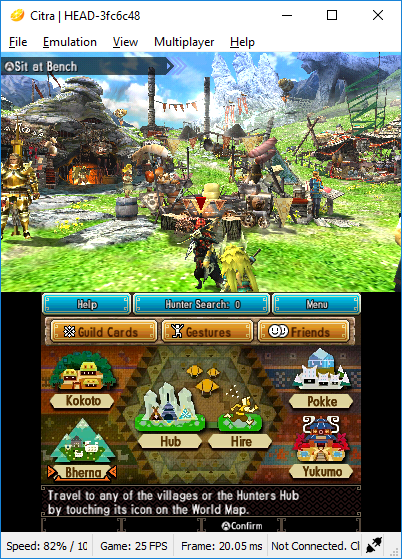 Citra | HEAD-3fc6c48
File Emulation View Multiplayer Help
A Sit at Bench
Help Hunter Search: 0 Menu
Guild Cards Gestures Friends
Kokoto Pokke
Hub Hire
Bherna Yukumo
Travel to any of the villages or the Hunters Hub
by touching its icon on the World Map.
A Confirm
Speed: 82% / 10 Game: 25 FPS Frame: 20.05 ms Not Connected. Cl